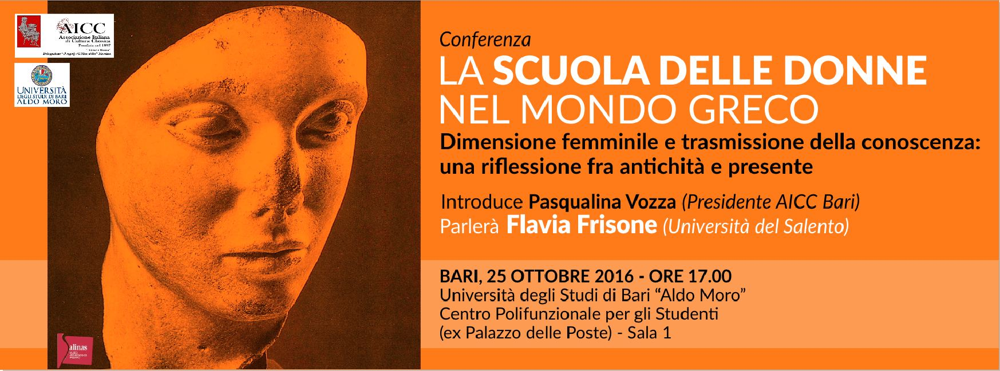 AICC
Associazione Italiana
di Cultura Classica
Fondata nel 1897
UNIVERSITÀ
DEGLI STUDI DI BARI
ALDO MORO
Conferenza
LA SCUOLA DELLE DONNE
NEL MONDO GRECO
Dimensione femminile e trasmissione della conoscenza:
una riflessione fra antichità e presente
Introduce Pasqualina Vozza (Presidente AICC Bari)
Parlerà Flavia Frisone (Università del Salento)
BARI, 25 OTTOBRE 2016 - ORE 17.00
Università degli Studi di Bari “Aldo Moro”
Centro Polifunzionale per gli Studenti
(ex Palazzo delle Poste) - Sala 1
Salinas